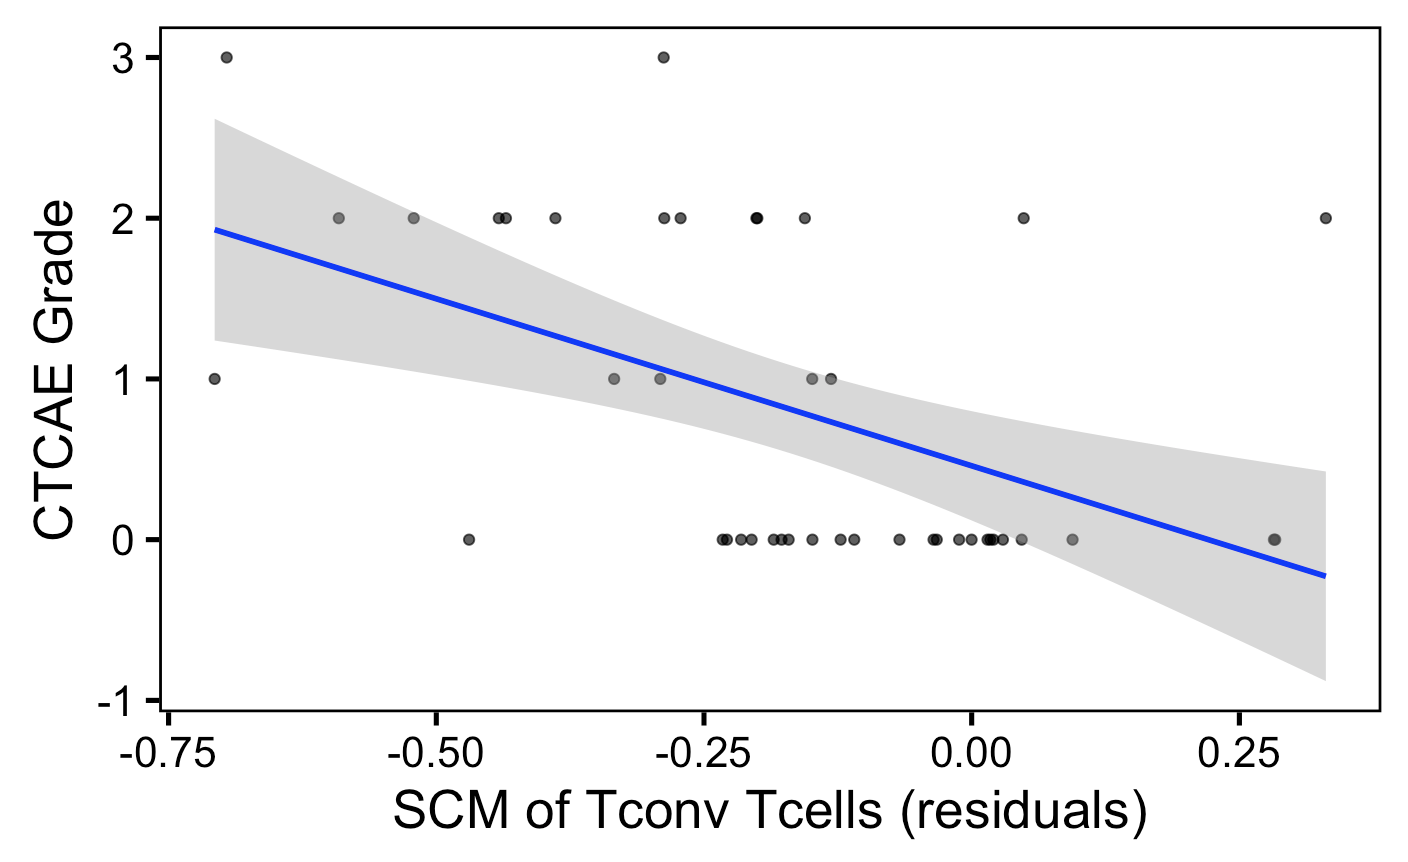 CTCAE Grade
3
2
1
0
-1
-0.75 -0.50 -0.25 0.00 0.25
SCM of Tconv Tcells (residuals)